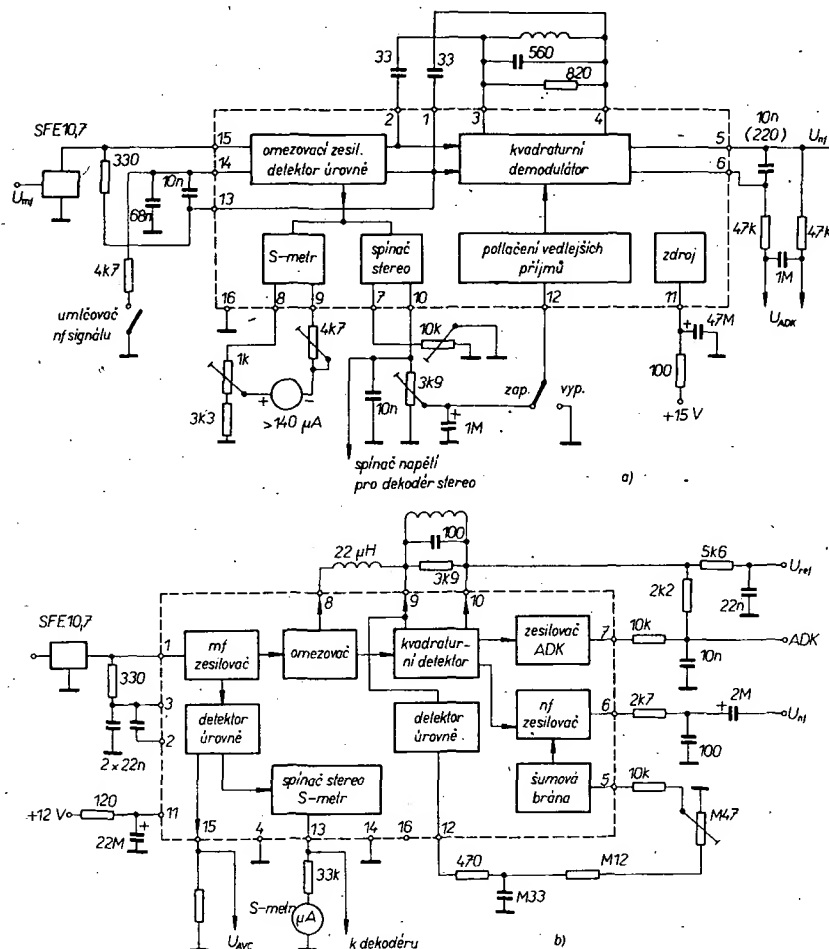 33
33
560
820
2
1
3
4
SFE10,7
330
15
14
13
10n
68n
omezovací zesil.
detektor úrovně
kvadraturní
demodulátor
5
6
10n
(220)
Unf
Umf
47k
47k
1M
UADK
4k7
umlčovač
nf signálu
S-metr
spínač
stereo
potlačení vedlejších
příjmů
zdroj
16
8
9
7
10
12
11
1k
3k3
4k7
+
-
>140 µA
10k
10n
3k9
+
1M
zap.
vyp.
+
47M
100
+15 V
spínač napětí
pro dekodér stereo
a)
100
22 µH
3k9
8
9
10
5k6
Uref
2k2
22n
SFE10,7
1
330
3
2
2×22n
mf
zesilovač
omezovač
kvadratur-
ní detektor
zesilovač
ADK
7
10k
ADK
10n
detektor
úrovně
detektor
úrovně
nf
zesilovač
6
2k7
+
2M
Unf
100
spínač stereo
S-metr
šumová
brána
5
10k
M47
+12 V
120
11
+
22M
15
4
13
14
16
12
470
M12
M33
33k
S-metr
µA
UAVC
k dekodéru
b)